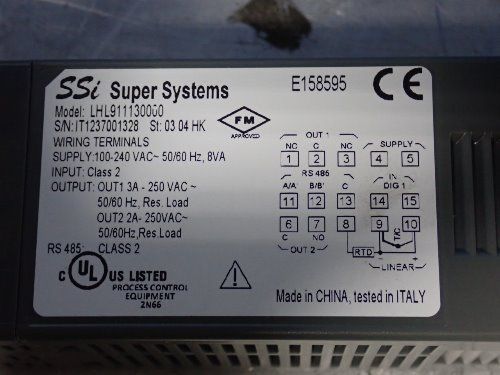 SSi Super Systems
E158595
CE
Model: LHL911130000
S/N: IT1237001328 St: 03 04 HK
FM
APPROVED
WIRING TERMINALS
SUPPLY:100-240 VAC~ 50/60 Hz, 8VA
INPUT: Class 2
OUTPUT: OUT1 3A - 250 VAC ~
50/60 Hz, Res. Load
OUT2 2A- 250VAC~
50/60Hz, Res. Load
RS 485: CLASS 2
OUT 1
NC C NO SUPPLY
1 2 3 4 5
RS 485 IN
A/A' B/B' C DIG 1
11 12 13 14 15
6 7 8 9 10
C NO
OUT 2
RTD
T/C
- +
LINEAR
C UL US LISTED
PROCESS CONTROL
EQUIPMENT
2N66
Made in CHINA, tested in ITALY